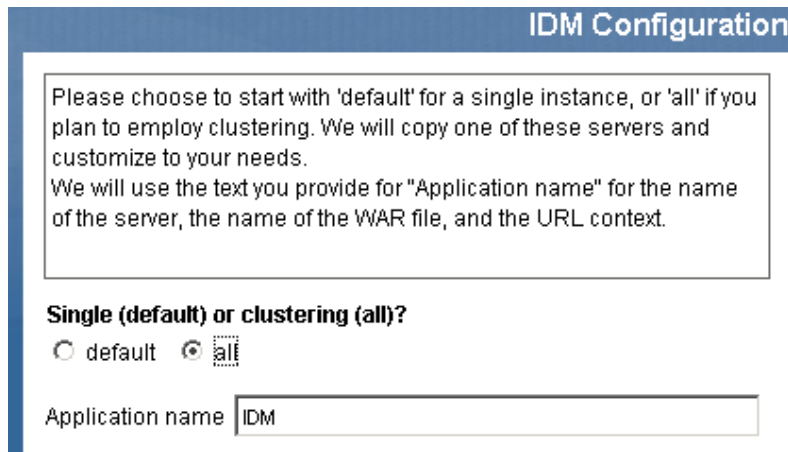 IDM Configuration
Please choose to start with 'default' for a single instance, or 'all' if you
plan to employ clustering. We will copy one of these servers and
customize to your needs.
We will use the text you provide for "Application name" for the name
of the server, the name of the WAR file, and the URL context.
Single (default) or clustering (all)?
default all
Application name IDM